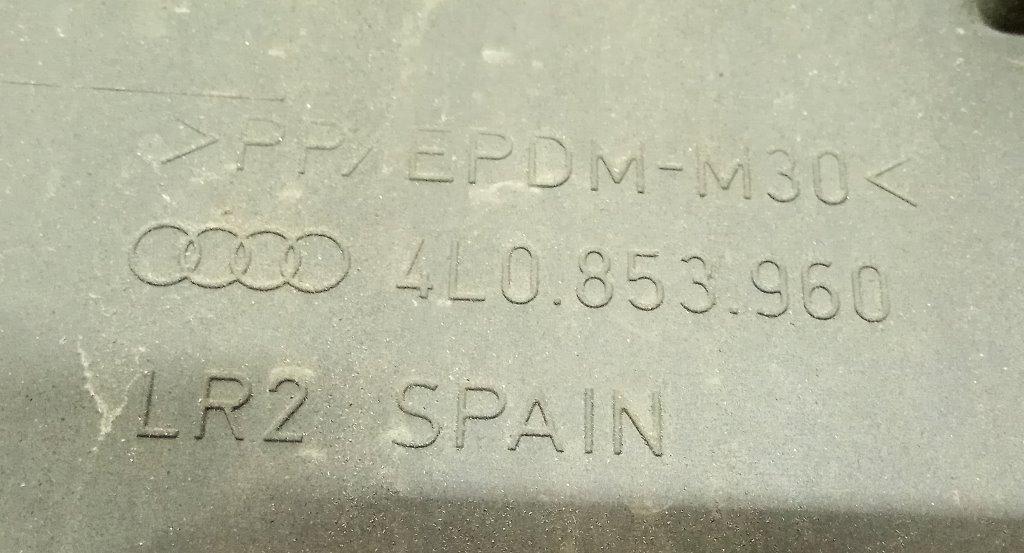 >PP/EPDM-M30<
4L0.853.960
LR2 SPAIN